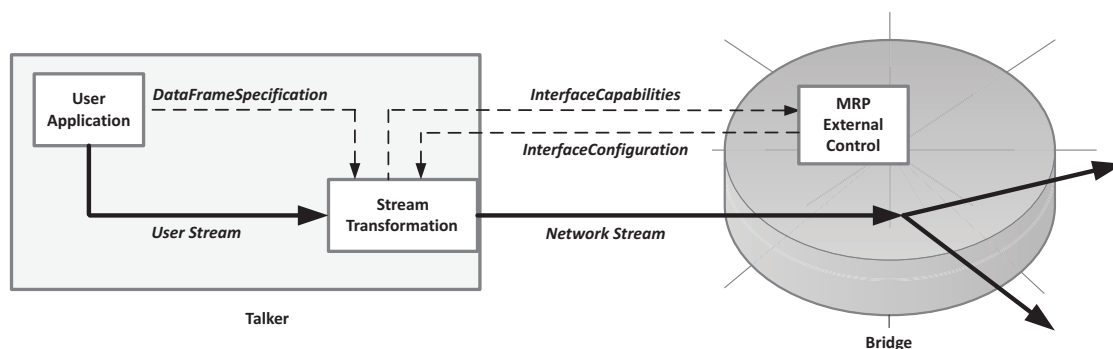 User
Application
DataFrameSpecification
InterfaceCapabilities
MRP
External
Control
InterfaceConfiguration
Stream
Transformation
User Stream
Network Stream
Talker
Bridge